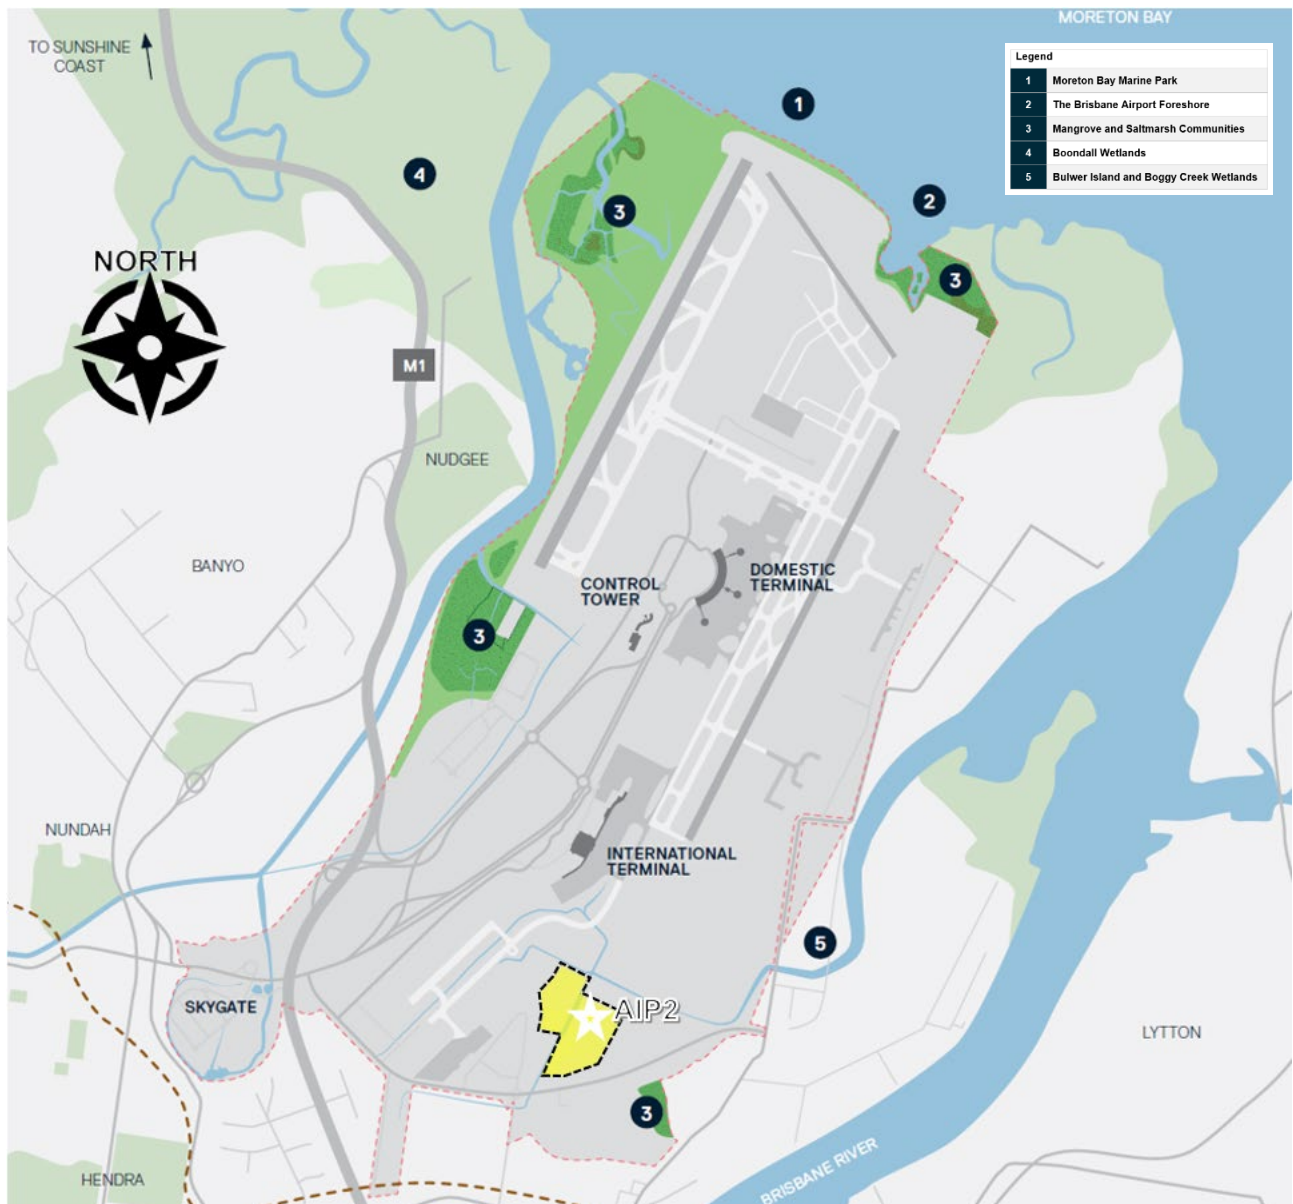 MORETON BAY
TO SUNSHINE
COAST
Legend
1 Moreton Bay Marine Park
2 The Brisbane Airport Foreshore
3 Mangrove and Saltmarsh Communities
4 Boondall Wetlands
5 Bulwer Island and Boggy Creek Wetlands
1
4
2
3
NORTH
3
M1
NUDGEE
BANYO
CONTROL
TOWER
DOMESTIC
TERMINAL
3
NUNDAH
INTERNATIONAL
TERMINAL
5
SKYGATE
AIP2
LYTTON
3
HENDRA
BRISBANE RIVER